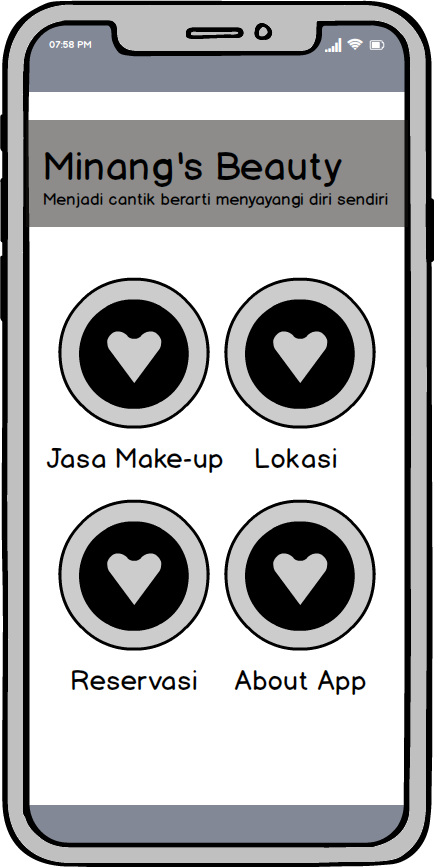 07:58 PM
Minang's Beauty
Menjadi cantik berarti menyayangi diri sendiri
Jasa Make-up
Lokasi
Reservasi
About App